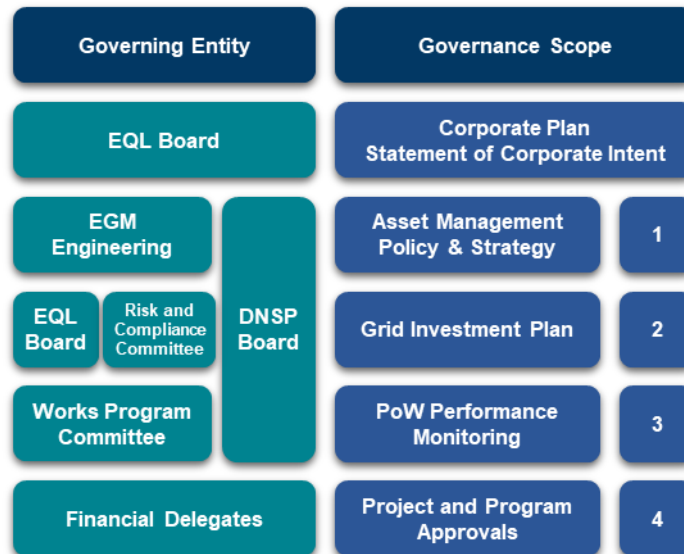 Governing Entity
Governance Scope
EQL Board
Corporate Plan
Statement of Corporate Intent
EGM
Engineering
DNSP
Board
Asset Management
Policy & Strategy
1
EQL
Board
Risk and
Compliance
Committee
Grid Investment Plan
2
Works Program
Committee
PoW Performance
Monitoring
3
Financial Delegates
Project and Program
Approvals
4